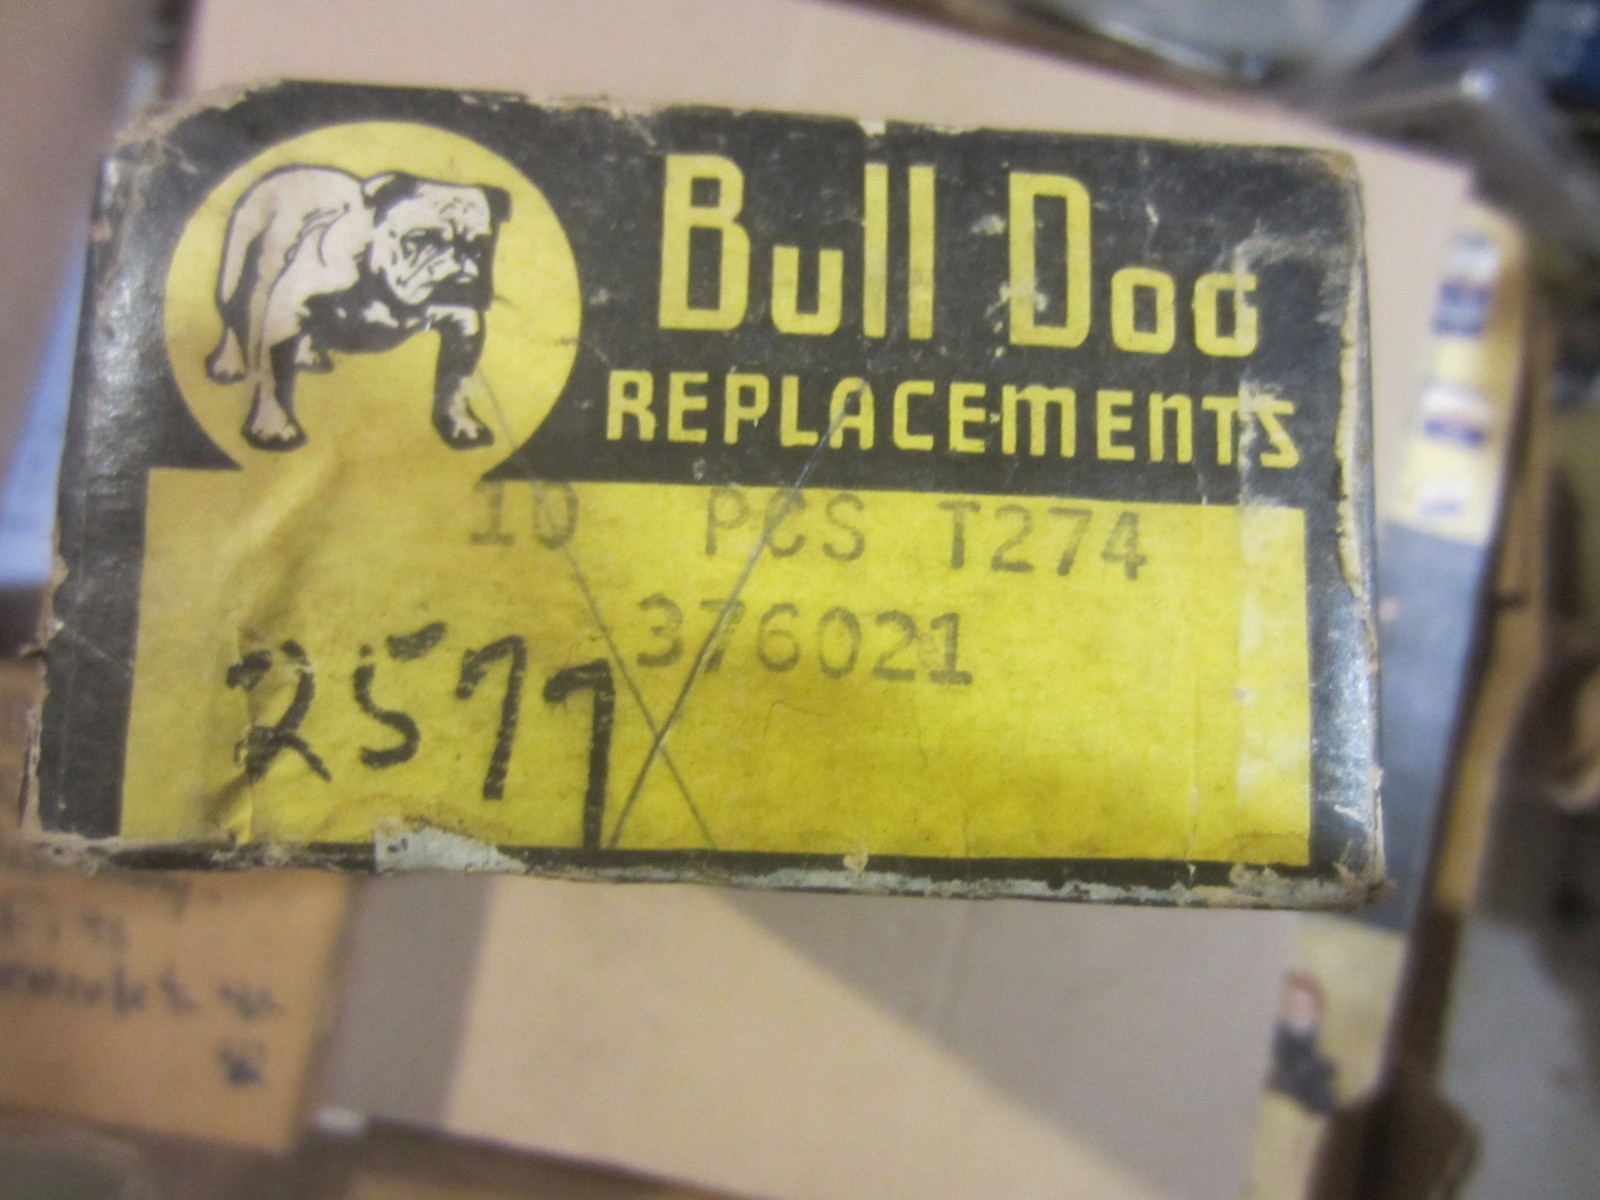 Bull Dog
REPLACEMENTS
10 PCS T274
376021
2577